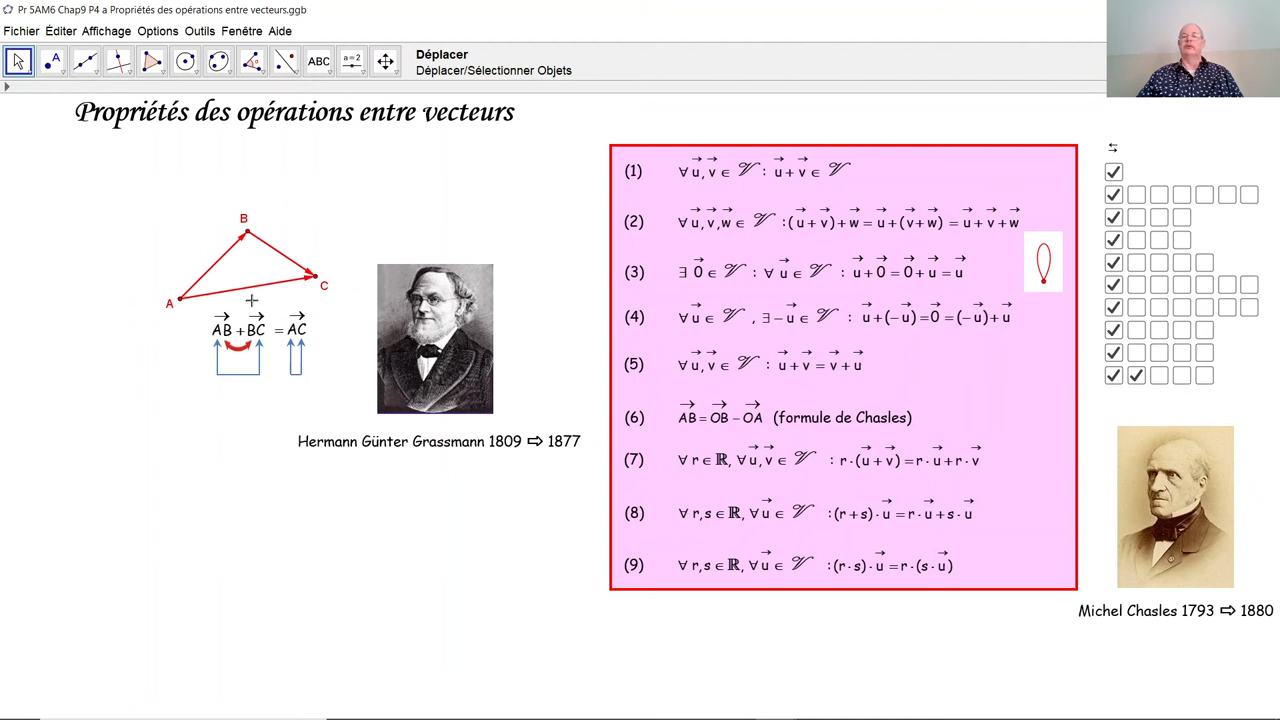 Pr 5AM6 Chap9 P4 a Propriétés des opérations entre vecteurs.ggb
Fichier Éditer Affichage Options Outils Fenêtre Aide
A ABC a=2
Déplacer
Déplacer/Sélectionner Objets
Propriétés des opérations entre vecteurs
B
A
C
AB + BC = AC
Hermann Günter Grassmann 1809 ⇨ 1877
(1) ∀ u⃗, v⃗ ∈ 𝒱 : u⃗ + v⃗ ∈ 𝒱
(2) ∀ u⃗, v⃗, w⃗ ∈ 𝒱 : (u⃗ + v⃗) + w⃗ = u⃗ + (v⃗ + w⃗) = u⃗ + v⃗ + w⃗
(3) ∃ 0⃗ ∈ 𝒱 : ∀ u⃗ ∈ 𝒱 : u⃗ + 0⃗ = 0⃗ + u⃗ = u⃗
(4) ∀ u⃗ ∈ 𝒱 , ∃ −u⃗ ∈ 𝒱 : u⃗ + (−u⃗) = 0⃗ = (−u⃗) + u⃗
(5) ∀ u⃗, v⃗ ∈ 𝒱 : u⃗ + v⃗ = v⃗ + u⃗
(6) AB = OB − OA (formule de Chasles)
(7) ∀ r ∈ ℝ, ∀ u⃗, v⃗ ∈ 𝒱 : r · (u⃗ + v⃗) = r · u⃗ + r · v⃗
(8) ∀ r,s ∈ ℝ, ∀ u⃗ ∈ 𝒱 : (r + s) · u⃗ = r · u⃗ + s · u⃗
(9) ∀ r,s ∈ ℝ, ∀ u⃗ ∈ 𝒱 : (r · s) · u⃗ = r · (s · u⃗)
Michel Chasles 1793 ⇨ 1880